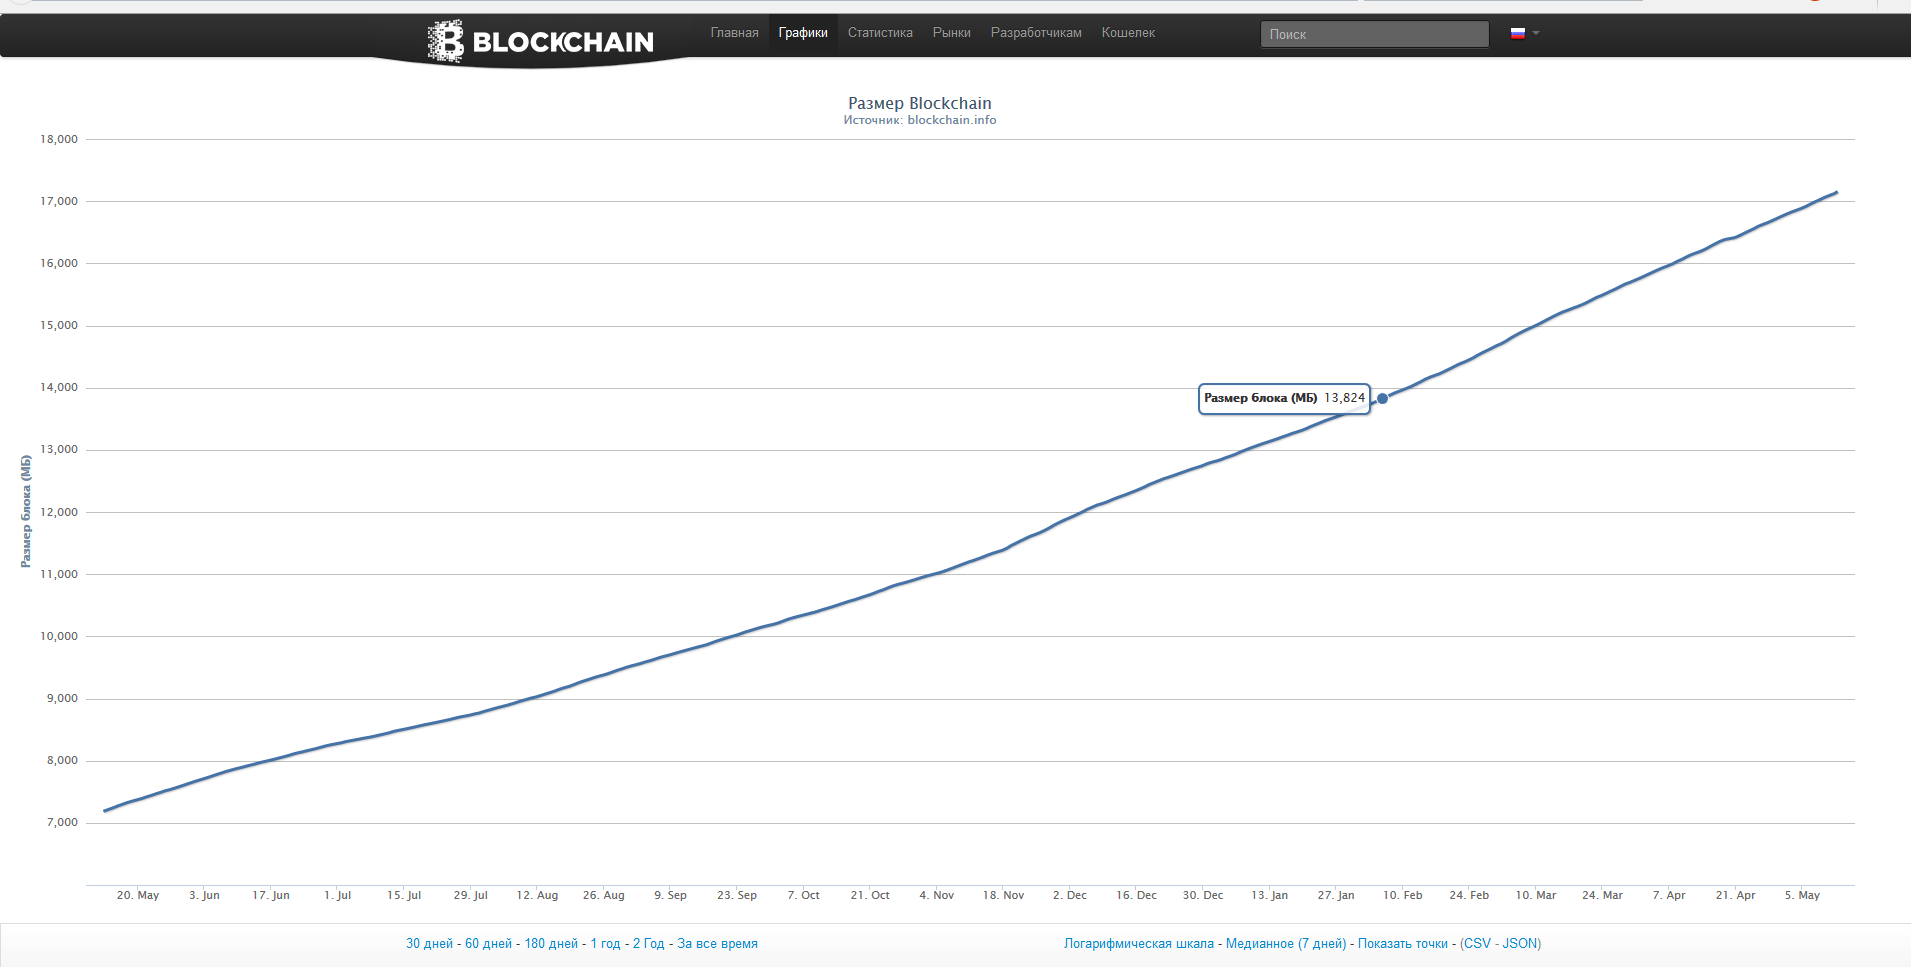 BLOCKCHAIN Главная Графики Статистика Рынки Разработчикам Кошелек Поиск
Размер Blockchain
Источник: blockchain.info
18,000
17,000
16,000
15,000
14,000
Размер блока (МБ) 13,824
13,000
12,000
11,000
10,000
9,000
8,000
7,000
Размер блока (МБ)
20. May 3. Jun 17. Jun 1. Jul 15. Jul 29. Jul 12. Aug 26. Aug 9. Sep 23. Sep 7. Oct 21. Oct 4. Nov 18. Nov 2. Dec 16. Dec 30. Dec 13. Jan 27. Jan 10. Feb 24. Feb 10. Mar 24. Mar 7. Apr 21. Apr 5. May
30 дней - 60 дней - 180 дней - 1 год - 2 Год - За все время Логарифмическая шкала - Медианное (7 дней) - Показать точки - (CSV - JSON)